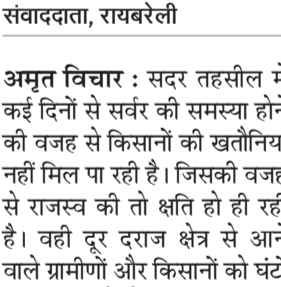 संवाददाता, रायबरेली
अमृत विचार : सदर तहसील में
कई दिनों से सर्वर की समस्या होने
की वजह से किसानों की खतौनिय
नहीं मिल पा रही है। जिसकी वजह
से राजस्व की तो क्षति हो ही रही
है। वही दूर दराज क्षेत्र से आने
वाले ग्रामीणों और किसानों को घंटे